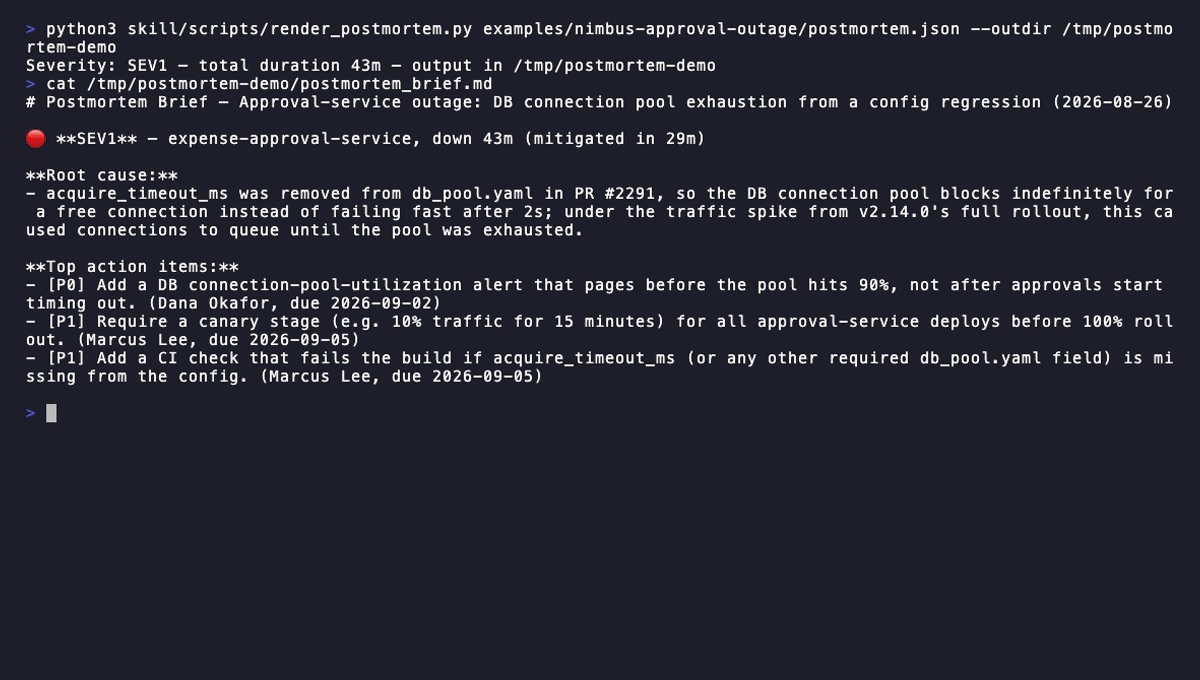 > python3 skill/scripts/render_postmortem.py examples/nimbus-approval-outage/postmortem.json --outdir /tmp/postmo
rtem-demo
Severity: SEV1 — total duration 43m — output in /tmp/postmortem-demo
> cat /tmp/postmortem-demo/postmortem_brief.md
# Postmortem Brief — Approval-service outage: DB connection pool exhaustion from a config regression (2026-08-26)
🔴 **SEV1** — expense-approval-service, down 43m (mitigated in 29m)
**Root cause:**
- acquire_timeout_ms was removed from db_pool.yaml in PR #2291, so the DB connection pool blocks indefinitely for
a free connection instead of failing fast after 2s; under the traffic spike from v2.14.0's full rollout, this ca
used connections to queue until the pool was exhausted.
**Top action items:**
- [P0] Add a DB connection-pool-utilization alert that pages before the pool hits 90%, not after approvals start
timing out. (Dana Okafor, due 2026-09-02)
- [P1] Require a canary stage (e.g. 10% traffic for 15 minutes) for all approval-service deploys before 100% roll
out. (Marcus Lee, due 2026-09-05)
- [P1] Add a CI check that fails the build if acquire_timeout_ms (or any other required db_pool.yaml field) is mi
ssing from the config. (Marcus Lee, due 2026-09-05)
>